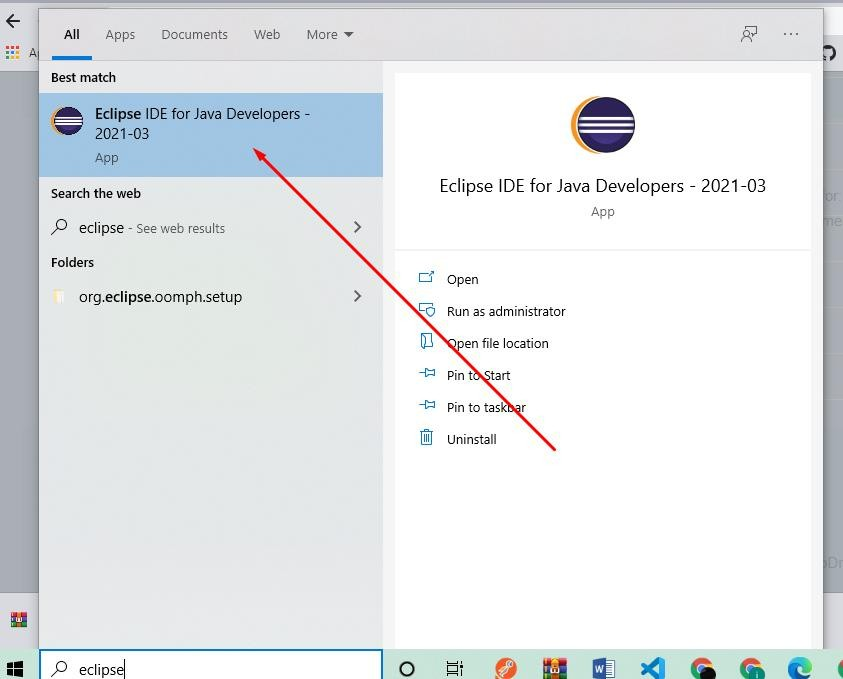 All Apps Documents Web More
Best match
Eclipse IDE for Java Developers -
2021-03
App
Search the web
eclipse - See web results
Folders
org.eclipse.oomph.setup
Eclipse IDE for Java Developers - 2021-03
App
Open
Run as administrator
Open file location
Pin to Start
Pin to taskbar
Uninstall
eclipse